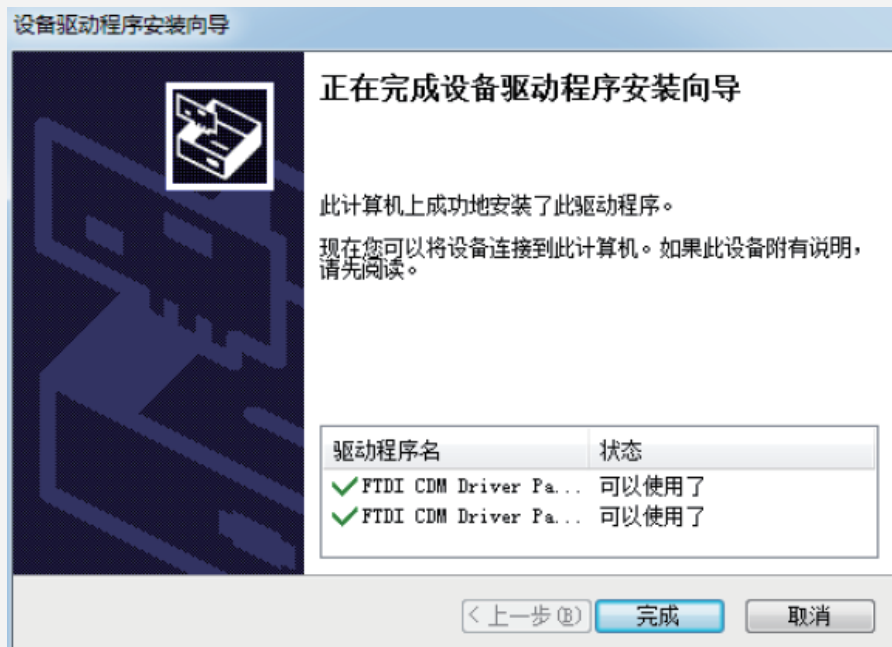 设备驱动程序安装向导
正在完成设备驱动程序安装向导
此计算机上成功地安装了此驱动程序。
现在您可以将设备连接到此计算机。如果此设备附有说明，
请先阅读。
驱动程序名 状态
FTDI CDM Driver Pa... 可以使用了
FTDI CDM Driver Pa... 可以使用了
<上一步(B) 完成 取消